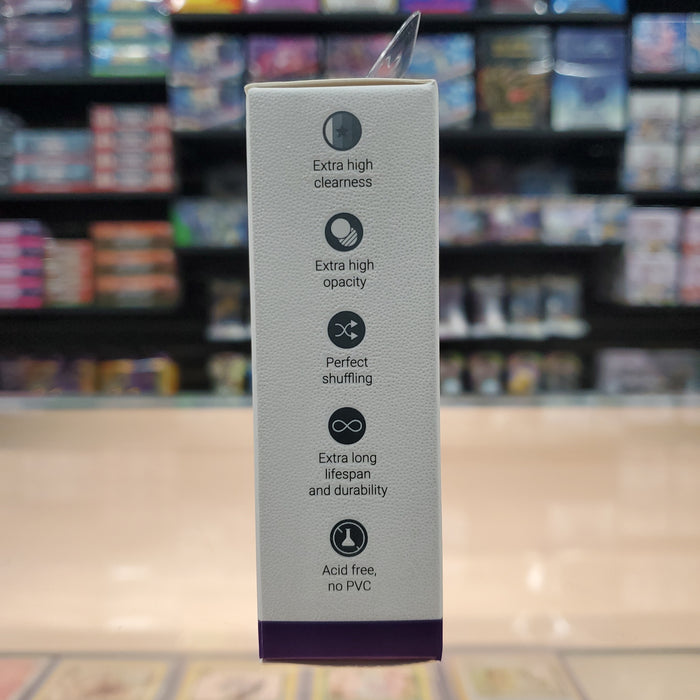 Extra high
clearness
Extra high
opacity
Perfect
shuffling
Extra long
lifespan
and durability
Acid free,
no PVC